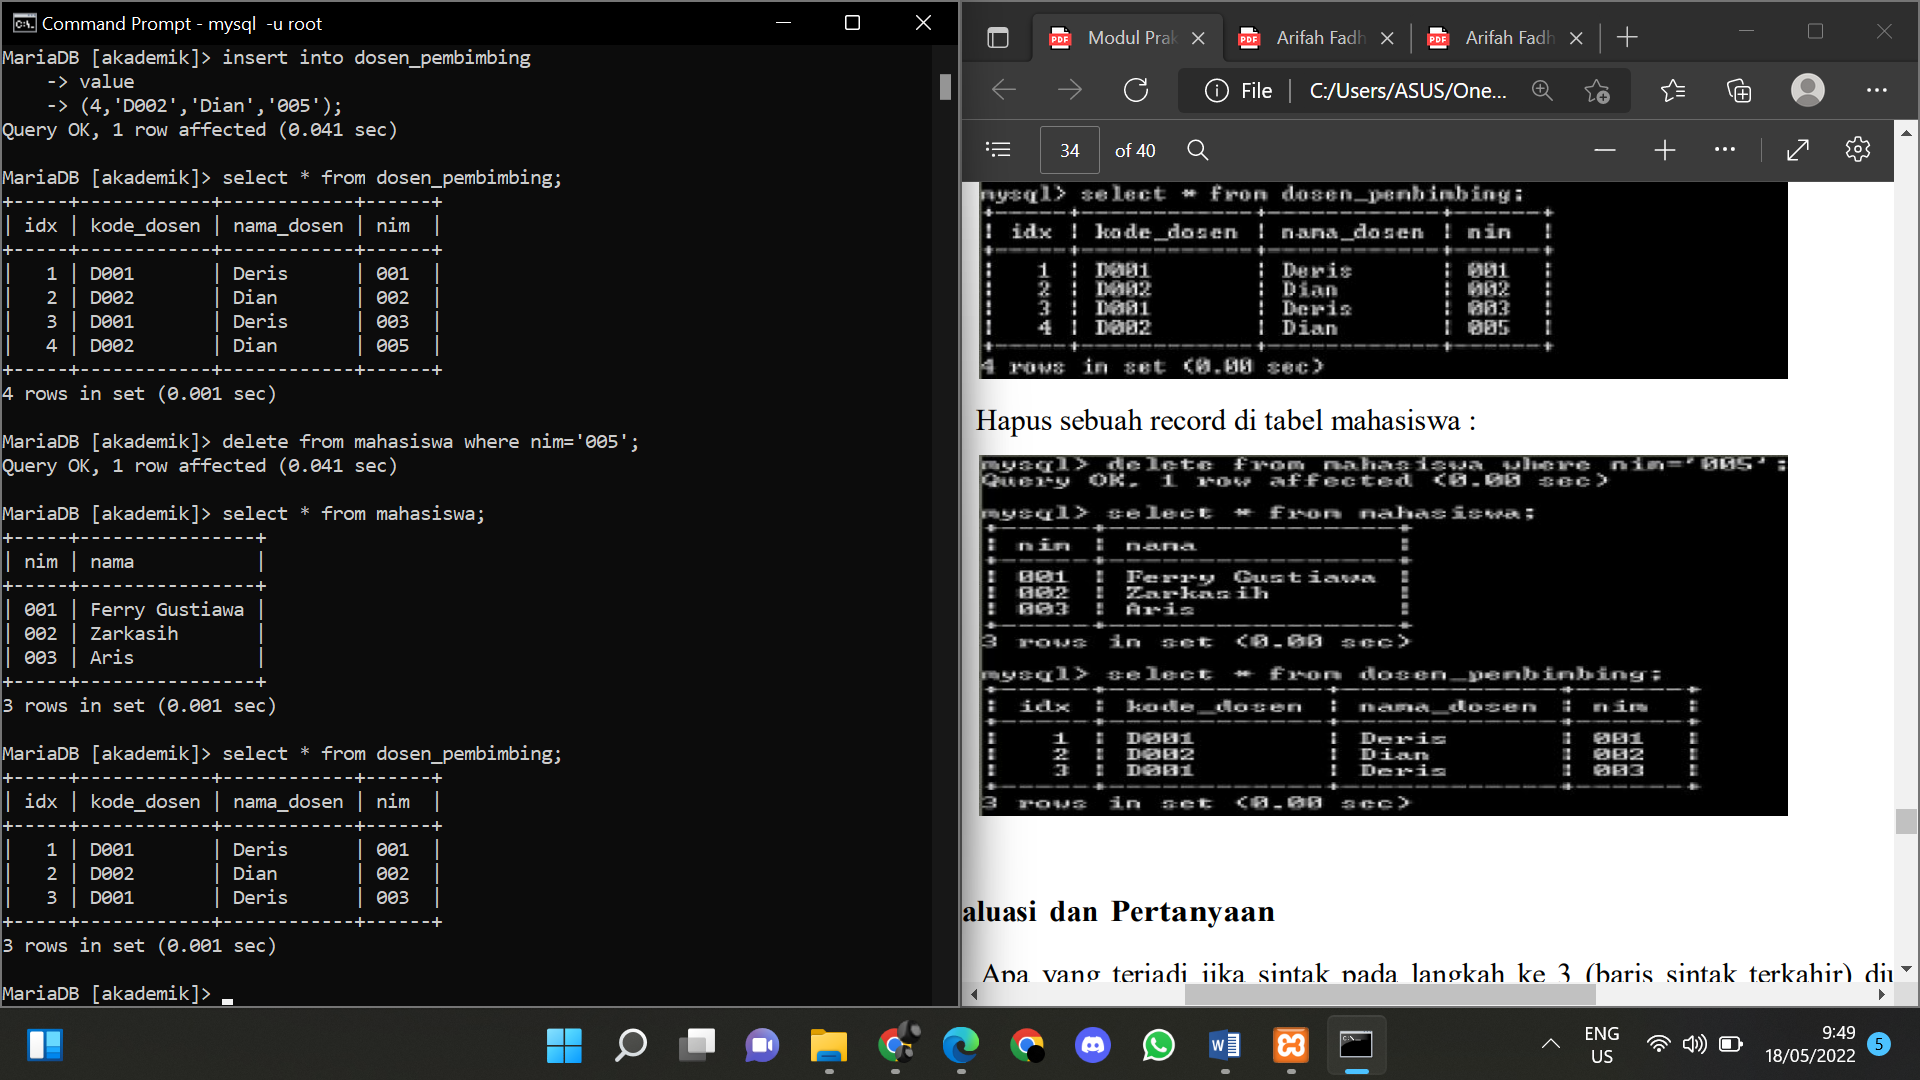 Command Prompt - mysql  -u root
MariaDB [akademik]> insert into dosen_pembimbing
    -> value
    -> (4,'D002','Dian','005');
Query OK, 1 row affected (0.041 sec)
MariaDB [akademik]> select * from dosen_pembimbing;
+-----+------------+------------+------+
| idx | kode_dosen | nama_dosen | nim  |
+-----+------------+------------+------+
|   1 | D001       | Deris      | 001  |
|   2 | D002       | Dian       | 002  |
|   3 | D001       | Deris      | 003  |
|   4 | D002       | Dian       | 005  |
+-----+------------+------------+------+
4 rows in set (0.001 sec)
MariaDB [akademik]> delete from mahasiswa where nim='005';
Query OK, 1 row affected (0.041 sec)
MariaDB [akademik]> select * from mahasiswa;
+-----+----------------+
| nim | nama           |
+-----+----------------+
| 001 | Ferry Gustiawa |
| 002 | Zarkasih       |
| 003 | Aris           |
+-----+----------------+
3 rows in set (0.001 sec)
MariaDB [akademik]> select * from dosen_pembimbing;
+-----+------------+------------+------+
| idx | kode_dosen | nama_dosen | nim  |
+-----+------------+------------+------+
|   1 | D001       | Deris      | 001  |
|   2 | D002       | Dian       | 002  |
|   3 | D001       | Deris      | 003  |
+-----+------------+------------+------+
3 rows in set (0.001 sec)
MariaDB [akademik]>
Modul Prak
Arifah Fadh
Arifah Fadh
File
C:/Users/ASUS/One...
34 of 40
mysql> select * from dosen_pembimbing;
+-----+------------+------------+------+
| idx | kode_dosen | nama_dosen | nim  |
+-----+------------+------------+------+
|   1 | D001       | Deris      | 001  |
|   2 | D002       | Dian       | 002  |
|   3 | D001       | Deris      | 003  |
|   4 | D002       | Dian       | 005  |
+-----+------------+------------+------+
4 rows in set (0.00 sec)
Hapus sebuah record di tabel mahasiswa :
mysql> delete from mahasiswa where nim='005';
Query OK, 1 row affected (0.00 sec)
mysql> select * from mahasiswa;
+-----+----------------+
| nim | nama           |
+-----+----------------+
| 001 | Ferry Gustiawa |
| 002 | Zarkasih       |
| 003 | Aris           |
+-----+----------------+
3 rows in set (0.00 sec)
mysql> select * from dosen_pembimbing;
+-----+------------+------------+------+
| idx | kode_dosen | nama_dosen | nim  |
+-----+------------+------------+------+
|   1 | D001       | Deris      | 001  |
|   2 | D002       | Dian       | 002  |
|   3 | D001       | Deris      | 003  |
+-----+------------+------------+------+
3 rows in set (0.00 sec)
aluasi dan Pertanyaan
Apa yang terjadi jika sintak pada langkah ke 3 (baris sintak terkahir) diu
ENG
US
9:49
18/05/2022
5